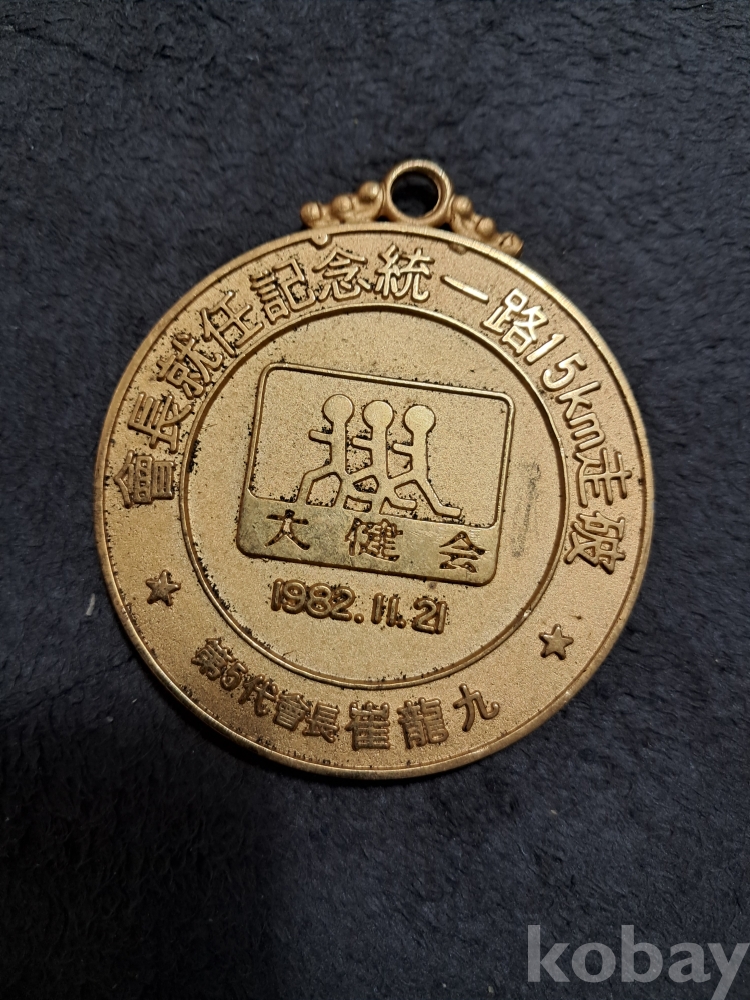 會長就任記念統一路15km走破
大健会
1982.11.21
第5代會長崔龍九
kobay